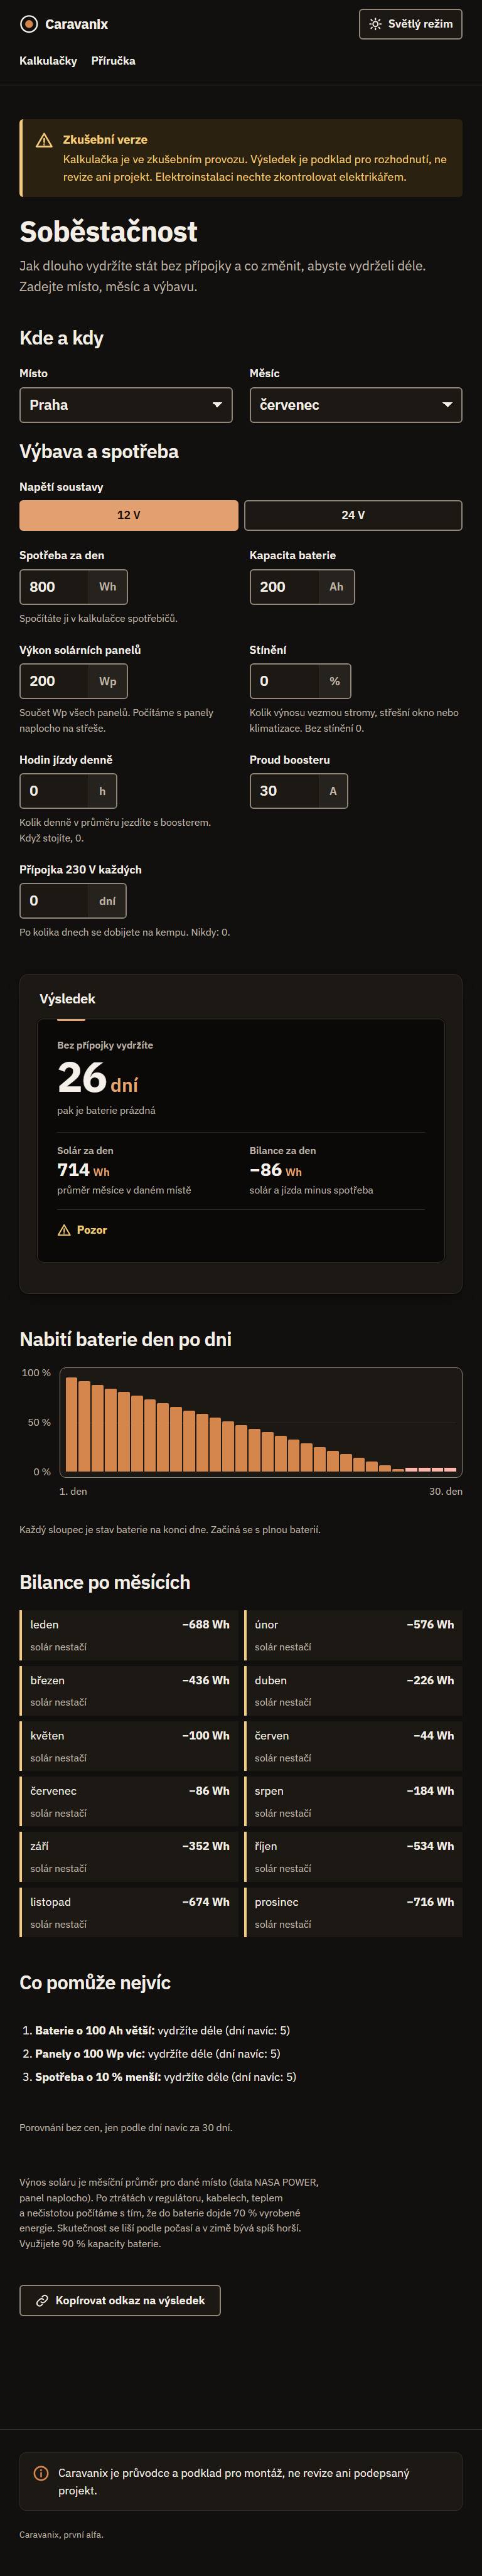 Caravanix
Světlý režim
Kalkulačky Příručka
Zkušební verze
Kalkulačka je ve zkušebním provozu. Výsledek je podklad pro rozhodnutí, ne
revize ani projekt. Elektroinstalaci nechte zkontrolovat elektrikářem.
Soběstačnost
Jak dlouho vydržíte stát bez přípojky a co změnit, abyste vydrželi déle.
Zadejte místo, měsíc a výbavu.
Kde a kdy
Místo
Praha
Měsíc
červenec
Výbava a spotřeba
Napětí soustavy
12 V
24 V
Spotřeba za den
800 Wh
Spočítáte ji v kalkulačce spotřebičů.
Kapacita baterie
200 Ah
Výkon solárních panelů
200 Wp
Součet Wp všech panelů. Počítáme s panely
naplocho na střeše.
Stínění
0 %
Kolik výnosu vezmou stromy, střešní okno nebo
klimatizace. Bez stínění 0.
Hodin jízdy denně
0 h
Kolik denně v průměru jezdíte s boosterem.
Když stojíte, 0.
Proud boosteru
30 A
Přípojka 230 V každých
0 dní
Po kolika dnech se dobijete na kempu. Nikdy: 0.
Výsledek
Bez přípojky vydržíte
26 dní
pak je baterie prázdná
Solár za den
714 Wh
průměr měsíce v daném místě
Bilance za den
−86 Wh
solár a jízda minus spotřeba
Pozor
Nabití baterie den po dni
100 %
50 %
0 %
1. den
30. den
Každý sloupec je stav baterie na konci dne. Začíná se s plnou baterií.
Bilance po měsících
leden −688 Wh
solár nestačí
únor −576 Wh
solár nestačí
březen −436 Wh
solár nestačí
duben −226 Wh
solár nestačí
květen −100 Wh
solár nestačí
červen −44 Wh
solár nestačí
červenec −86 Wh
solár nestačí
srpen −184 Wh
solár nestačí
září −352 Wh
solár nestačí
říjen −534 Wh
solár nestačí
listopad −674 Wh
solár nestačí
prosinec −716 Wh
solár nestačí
Co pomůže nejvíc
1. Baterie o 100 Ah větší: vydržíte déle (dní navíc: 5)
2. Panely o 100 Wp víc: vydržíte déle (dní navíc: 5)
3. Spotřeba o 10 % menší: vydržíte déle (dní navíc: 5)
Porovnání bez cen, jen podle dní navíc za 30 dní.
Výnos soláru je měsíční průměr pro dané místo (data NASA POWER,
panel naplocho). Po ztrátách v regulátoru, kabelech, teplem
a nečistotou počítáme s tím, že do baterie dojde 70 % vyrobené
energie. Skutečnost se liší podle počasí a v zimě bývá spíš horší.
Využijete 90 % kapacity baterie.
Kopírovat odkaz na výsledek
Caravanix je průvodce a podklad pro montáž, ne revize ani podepsaný
projekt.
Caravanix, první alfa.